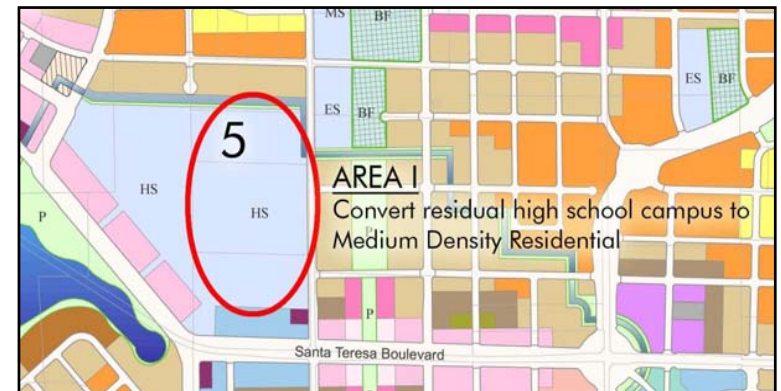 MS
BF
ES
BF
ES
BF
5
HS
HS
P
AREA I
Convert residual high school campus to
Medium Density Residential
P
Santa Teresa Boulevard